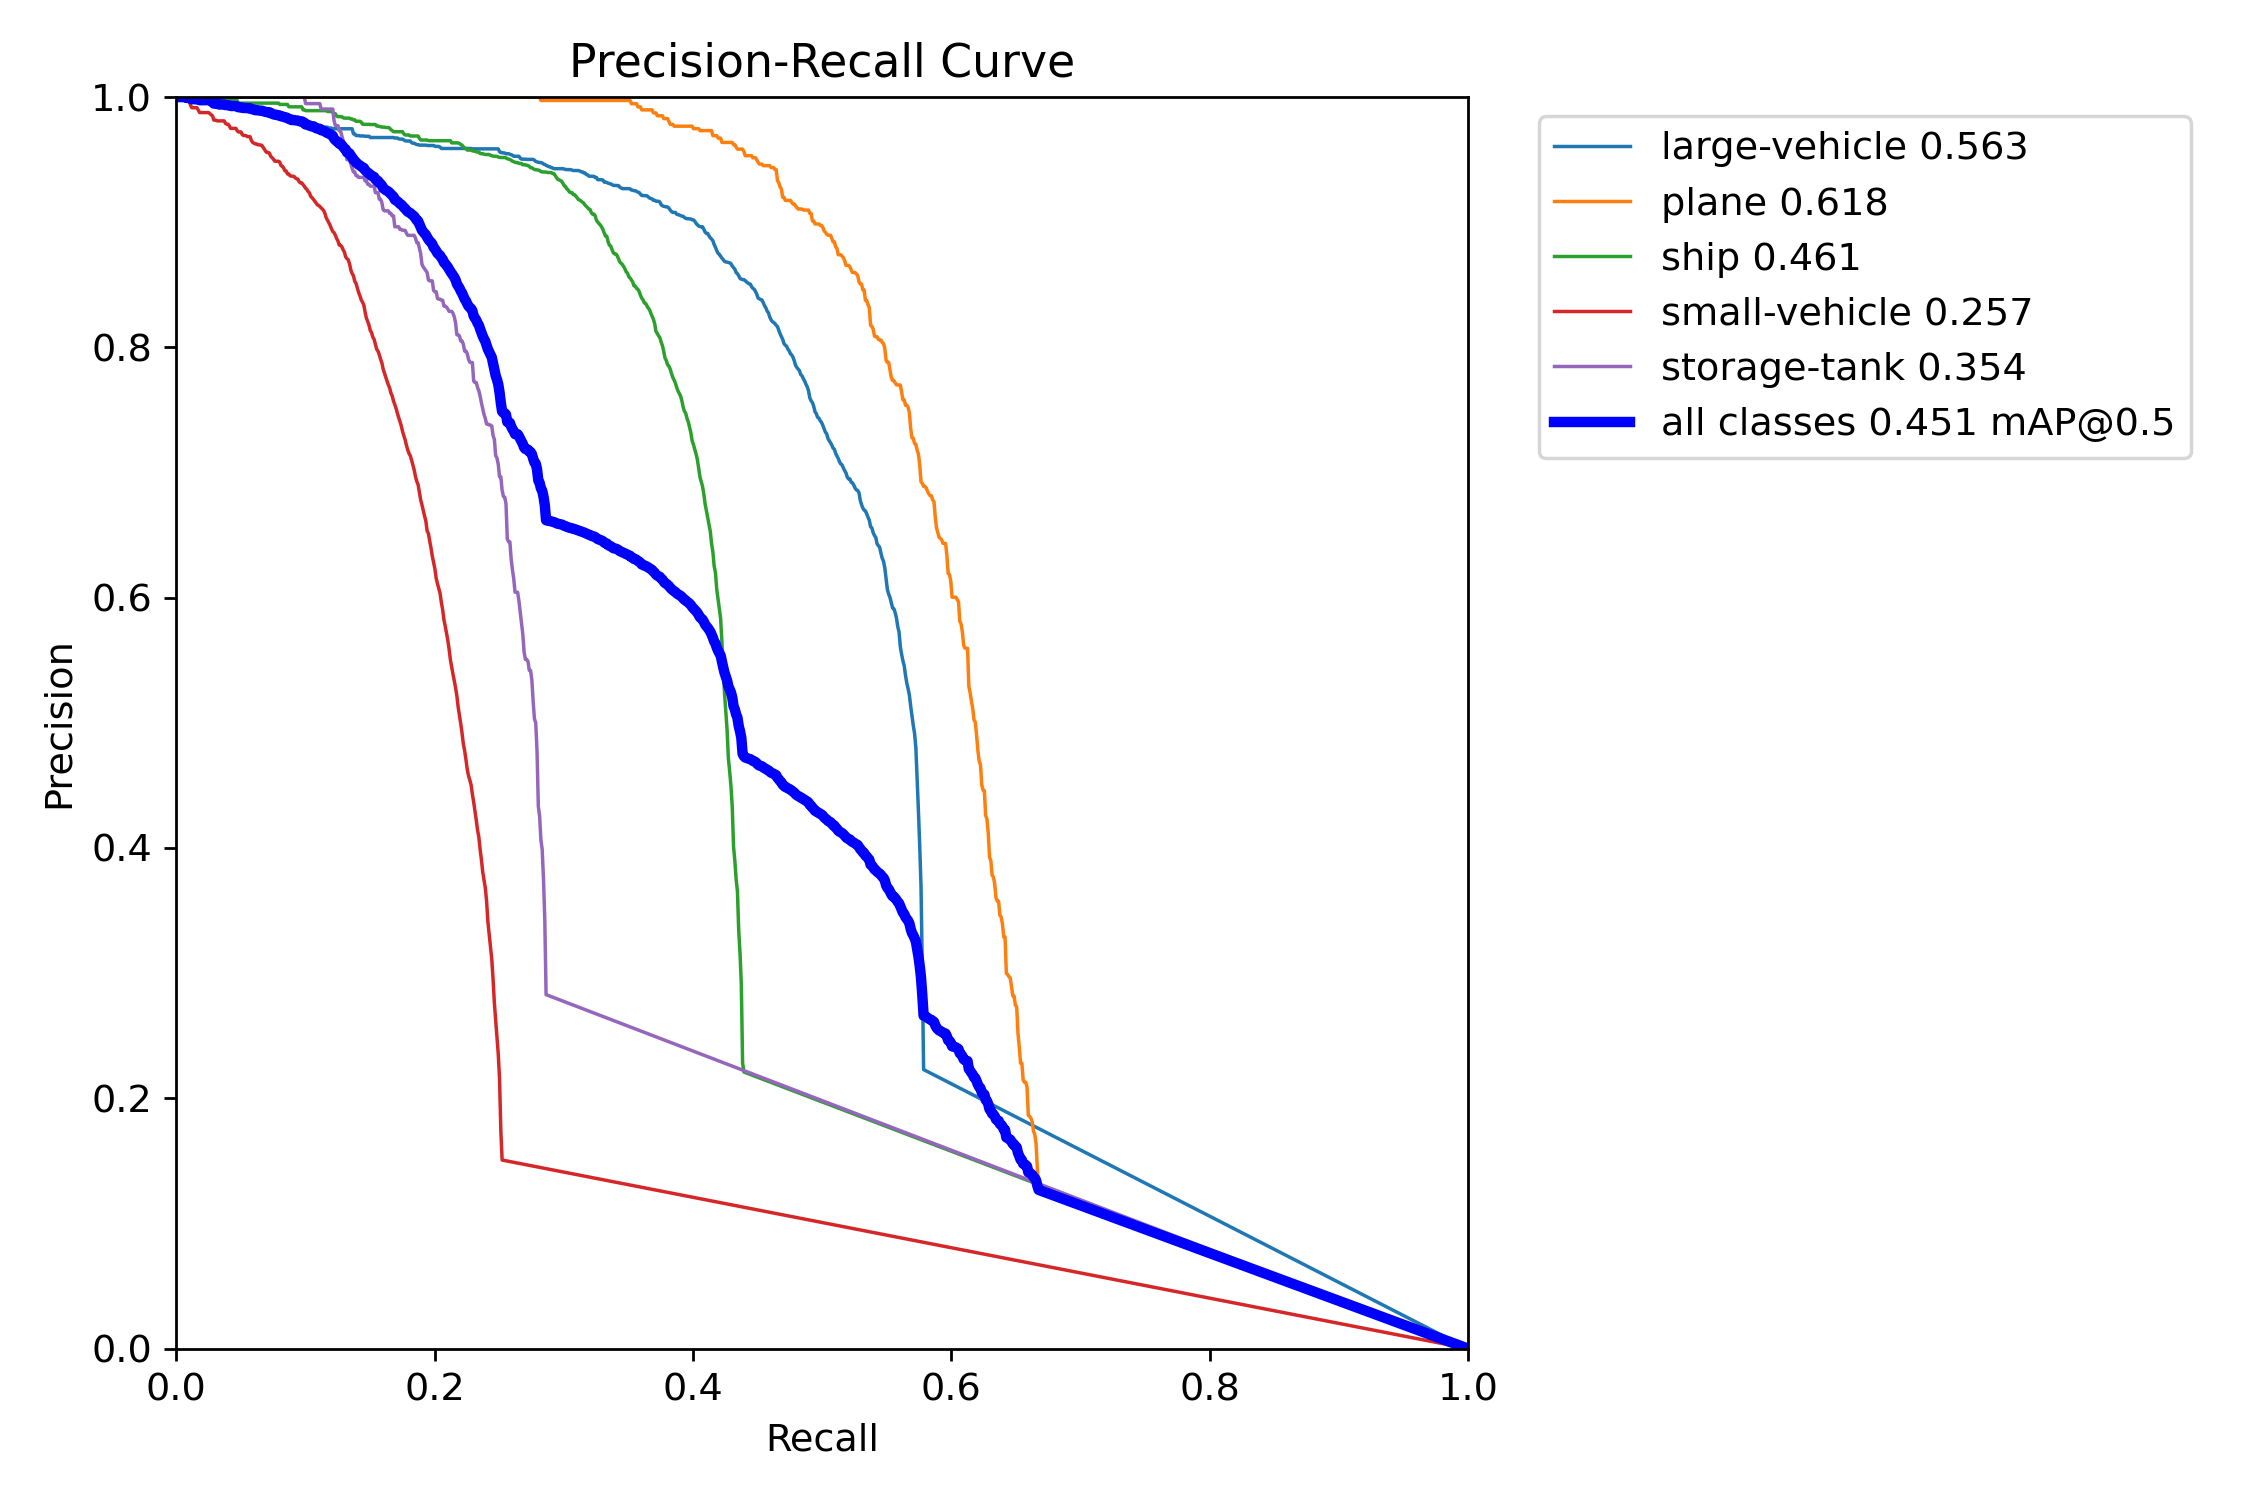 Precision-Recall Curve
1.0
0.8
0.6
0.4
0.2
0.0
Precision
0.0 0.2 0.4 0.6 0.8 1.0
Recall
large-vehicle 0.563
plane 0.618
ship 0.461
small-vehicle 0.257
storage-tank 0.354
all classes 0.451 mAP@0.5